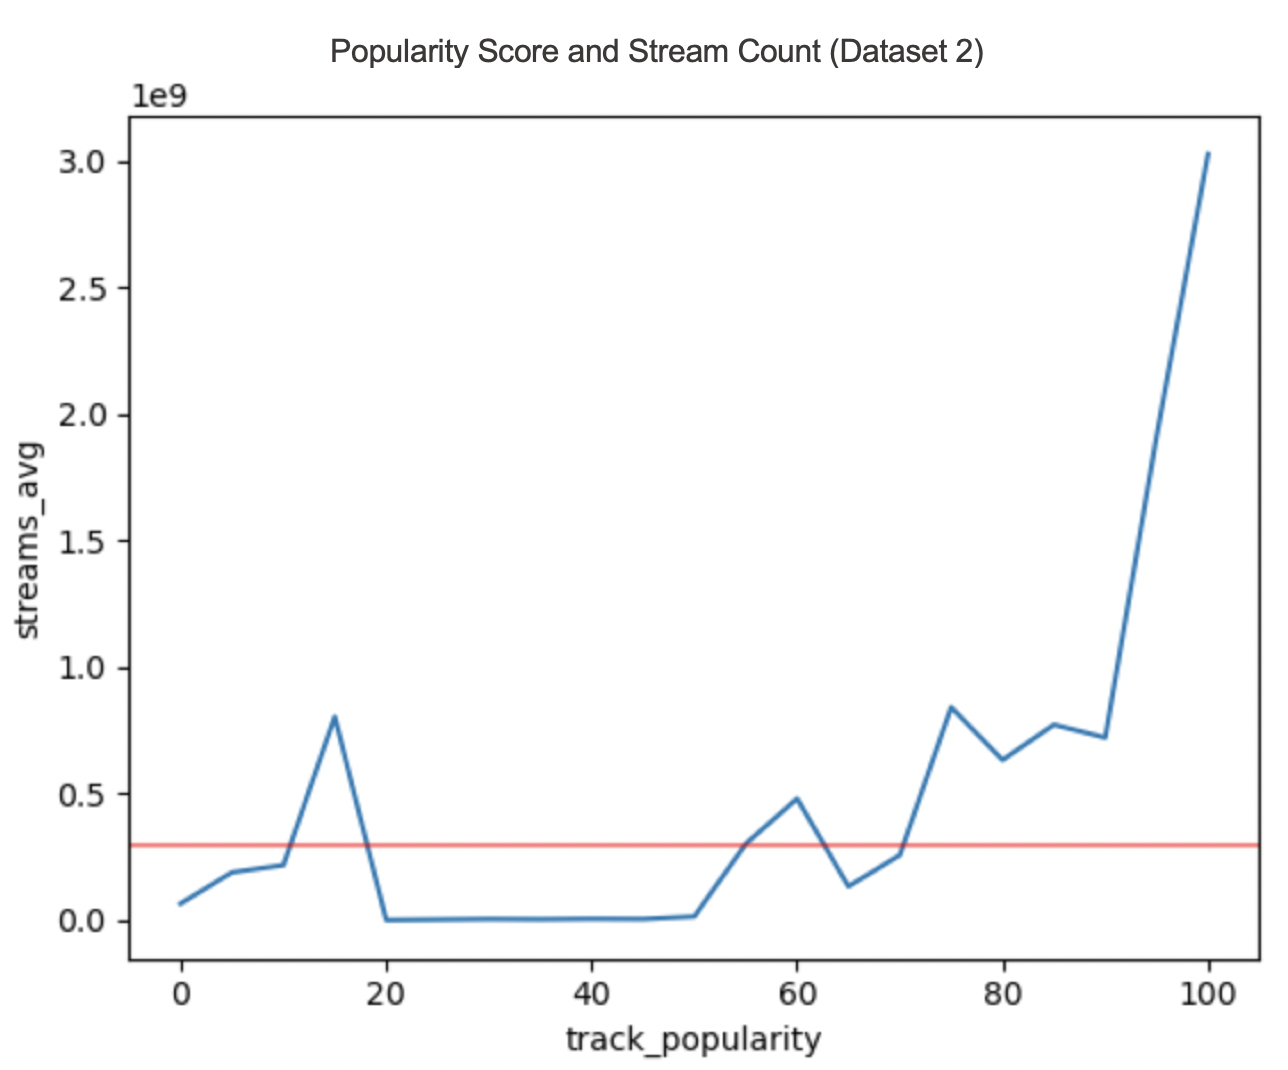 Popularity Score and Stream Count (Dataset 2)
1e9
3.0
2.5
2.0
1.5
1.0
0.5
0.0
streams_avg
0 20 40 60 80 100
track_popularity